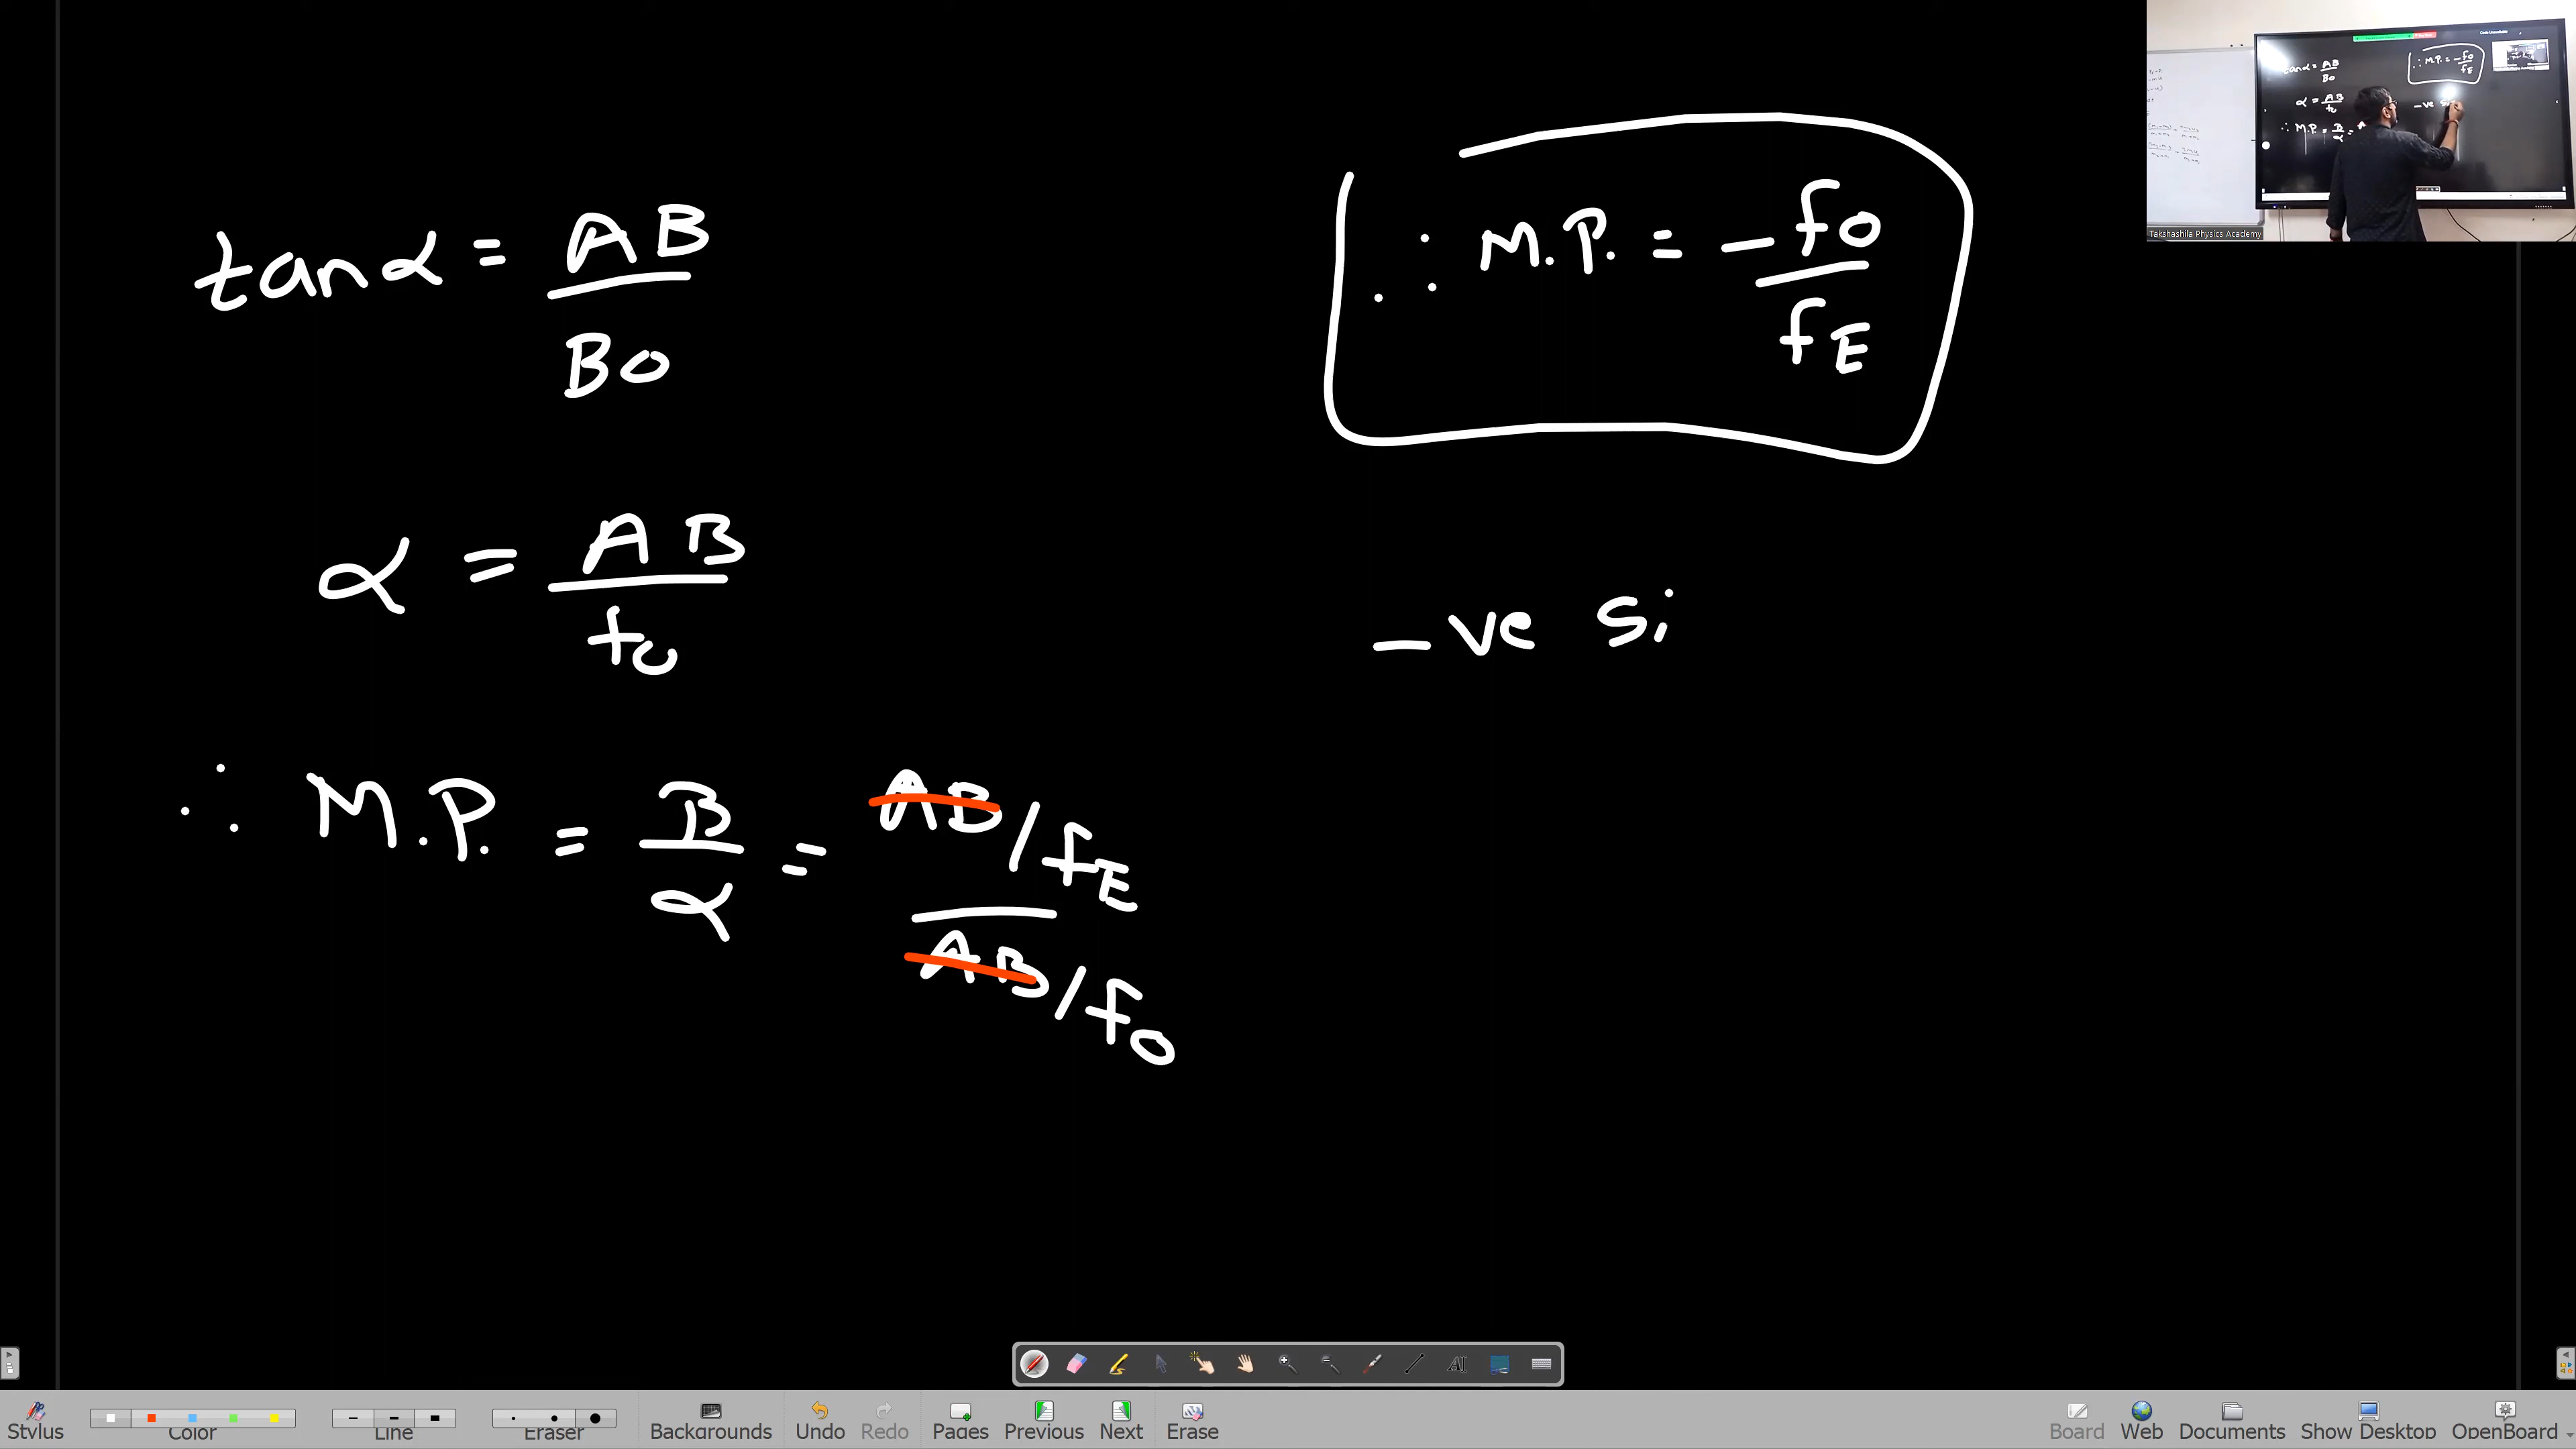 tan α = AB / BO
α = AB / fo
∴ M.P. = β / α = AB/fE / AB/fO
∴ M.P. = − fO / fE
−ve si
Takshashila Physics Academy
Stylus
Color
Line
Eraser
Backgrounds
Undo
Redo
Pages
Previous
Next
Erase
Board
Web
Documents
Show Desktop
OpenBoard